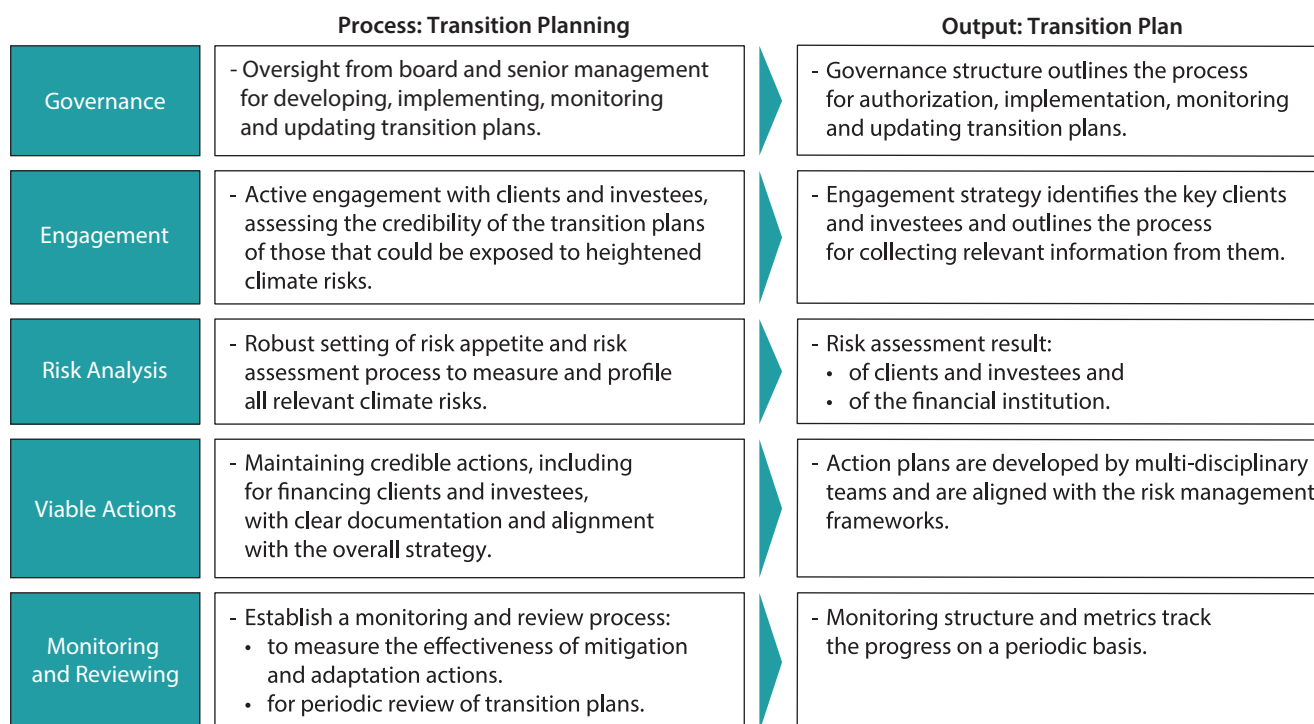 Process: Transition Planning
Output: Transition Plan
Governance
- Oversight from board and senior management
for developing, implementing, monitoring
and updating transition plans.
- Governance structure outlines the process
for authorization, implementation, monitoring
and updating transition plans.
Engagement
- Active engagement with clients and investees,
assessing the credibility of the transition plans
of those that could be exposed to heightened
climate risks.
- Engagement strategy identifies the key clients
and investees and outlines the process
for collecting relevant information from them.
Risk Analysis
- Robust setting of risk appetite and risk
assessment process to measure and profile
all relevant climate risks.
- Risk assessment result:
• of clients and investees and
• of the financial institution.
Viable Actions
- Maintaining credible actions, including
for financing clients and investees,
with clear documentation and alignment
with the overall strategy.
- Action plans are developed by multi-disciplinary
teams and are aligned with the risk management
frameworks.
Monitoring
and Reviewing
- Establish a monitoring and review process:
• to measure the effectiveness of mitigation
and adaptation actions.
• for periodic review of transition plans.
- Monitoring structure and metrics track
the progress on a periodic basis.